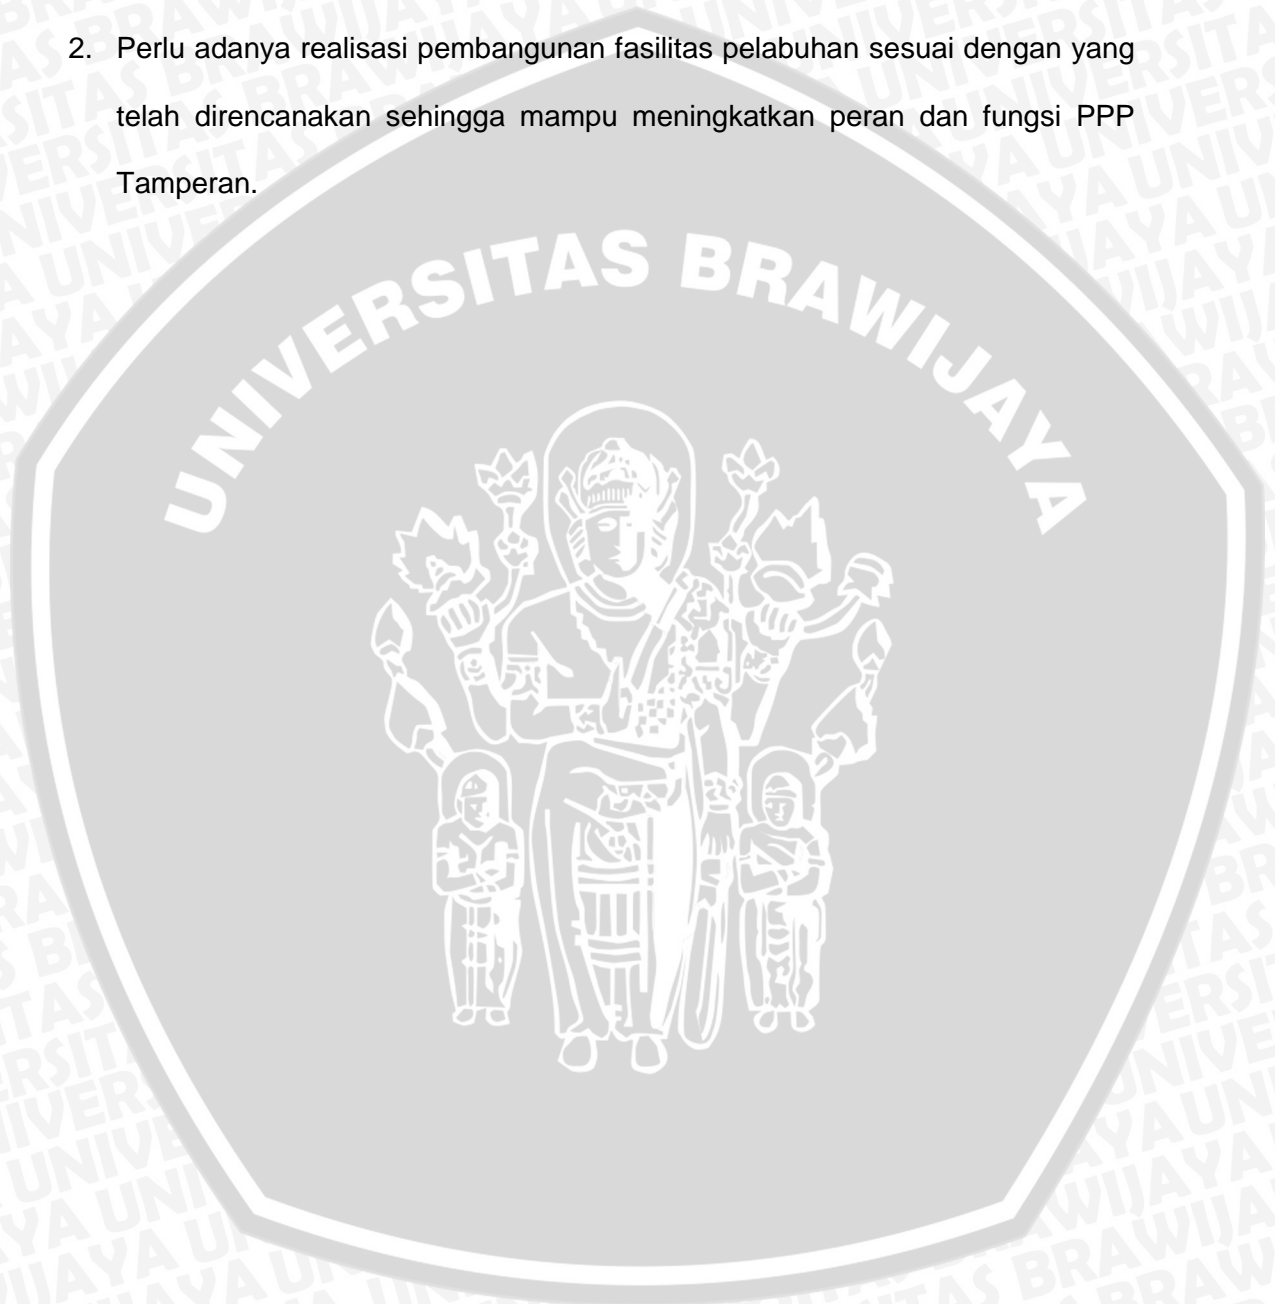 2. Perlu adanya realisasi pembangunan fasilitas pelabuhan sesuai dengan yang
telah direncanakan sehingga mampu meningkatkan peran dan fungsi PPP
Tamperan.
UNIVERSITAS BRAWIJAYA